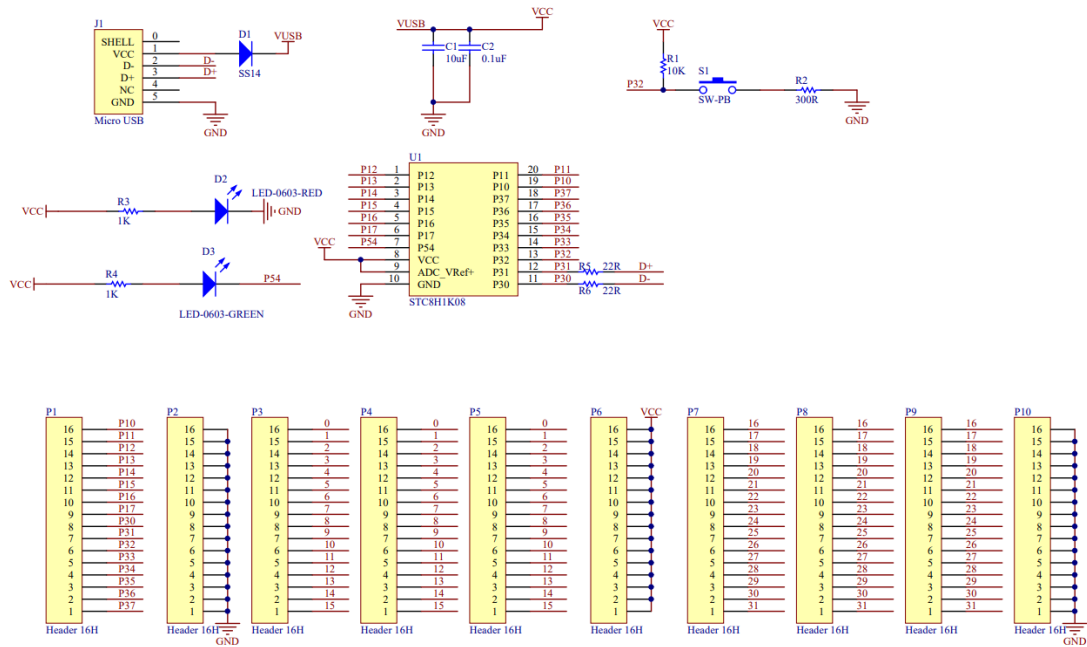 J1
SHELL 0
VCC 1
D- 2 D-
D+ 3 D+
NC 4
GND 5
Micro USB
D1
SS14
VUSB
GND
VUSB
VCC
C1
10uF
C2
0.1uF
GND
VCC
R1
10K
P32
S1
SW-PB
R2
300R
GND
VCC
R3
1K
D2
LED-0603-RED
GND
VCC
R4
1K
D3
P54
LED-0603-GREEN
U1
P12 1 P12 P11 20 P11
P13 2 P13 P10 19 P10
P14 3 P14 P37 18 P37
P15 4 P15 P36 17 P36
P16 5 P16 P35 16 P35
P17 6 P17 P34 15 P34
P54 7 P54 P33 14 P33
VCC 8 VCC P32 13 P32
9 ADC_VRef+ P31 12 P31 R5 22R D+
10 GND P30 11 P30 R6 22R D-
GND
STC8H1K08
P1
16 P10
15 P11
14 P12
13 P13
12 P14
11 P15
10 P16
9 P17
8 P30
7 P31
6 P32
5 P33
4 P34
3 P35
2 P36
1 P37
Header 16H
P2
16
15
14
13
12
11
10
9
8
7
6
5
4
3
2
1
Header 16H
GND
P3
16 0
15 1
14 2
13 3
12 4
11 5
10 6
9 7
8 8
7 9
6 10
5 11
4 12
3 13
2 14
1 15
Header 16H
P4
16 0
15 1
14 2
13 3
12 4
11 5
10 6
9 7
8 8
7 9
6 10
5 11
4 12
3 13
2 14
1 15
Header 16H
P5
16 0
15 1
14 2
13 3
12 4
11 5
10 6
9 7
8 8
7 9
6 10
5 11
4 12
3 13
2 14
1 15
Header 16H
P6
VCC
16
15
14
13
12
11
10
9
8
7
6
5
4
3
2
1
Header 16H
P7
16 16
15 17
14 18
13 19
12 20
11 21
10 22
9 23
8 24
7 25
6 26
5 27
4 28
3 29
2 30
1 31
Header 16H
P8
16 16
15 17
14 18
13 19
12 20
11 21
10 22
9 23
8 24
7 25
6 26
5 27
4 28
3 29
2 30
1 31
Header 16H
P9
16 16
15 17
14 18
13 19
12 20
11 21
10 22
9 23
8 24
7 25
6 26
5 27
4 28
3 29
2 30
1 31
Header 16H
P10
16
15
14
13
12
11
10
9
8
7
6
5
4
3
2
1
Header 16H
GND